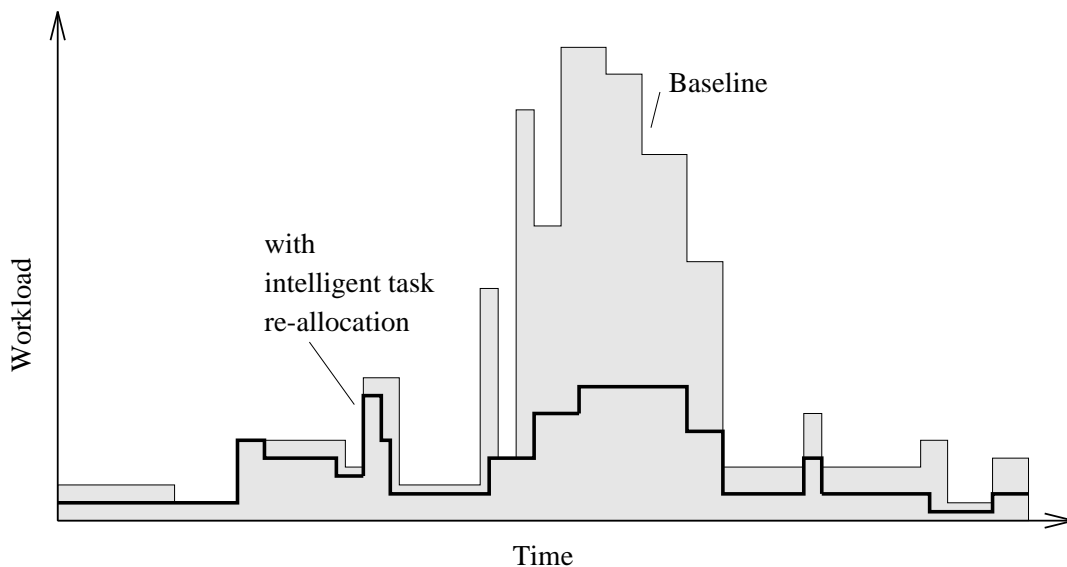 Baseline
with
intelligent task
re-allocation
Workload
Time